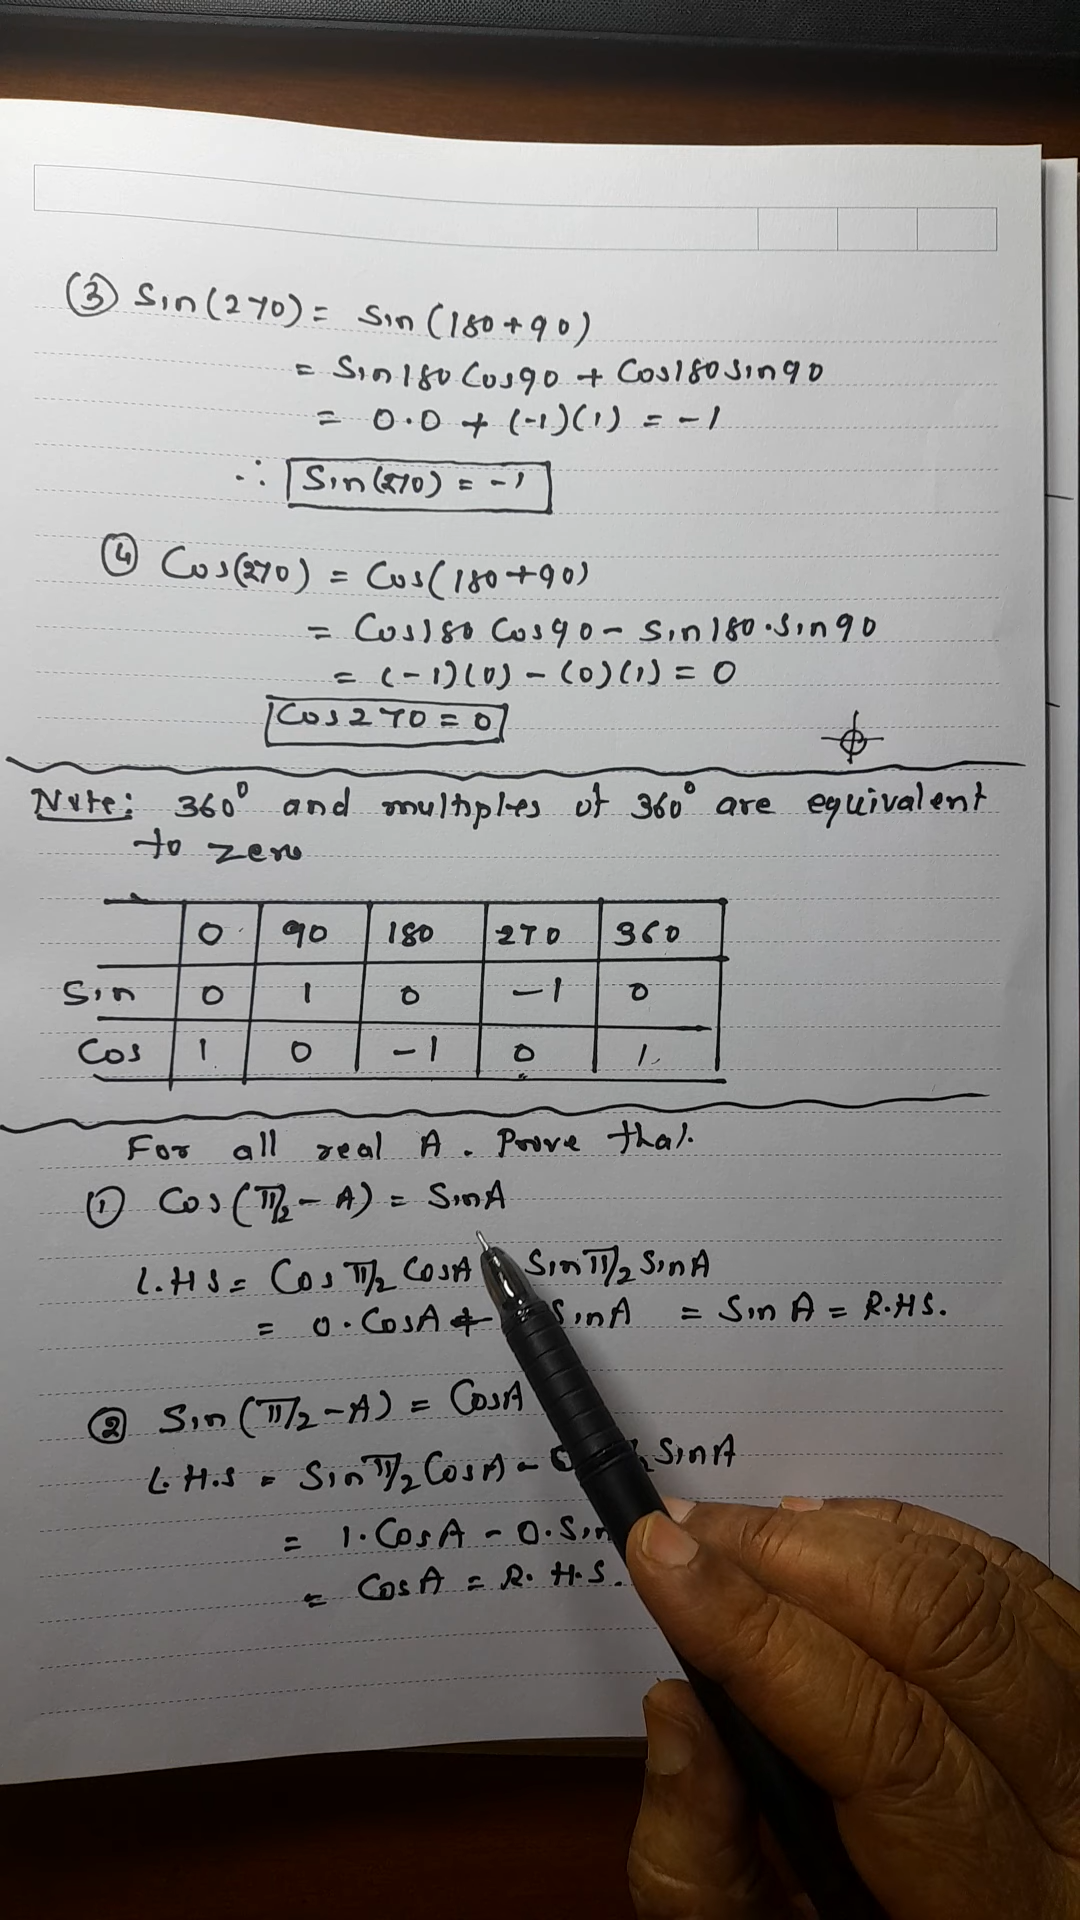 ③ Sin(270) = Sin(180+90)
= Sin180 Cos90 + Cos180 Sin90
= 0.0 + (-1)(1) = -1
∴ Sin(270) = -1
④ Cos(270) = Cos(180+90)
= Cos180 Cos90 - Sin180.Sin90
= (-1)(0) - (0)(1) = 0
Cos270 = 0
Note: 360° and multiples of 360° are equivalent
to zero
0 90 180 270 360
Sin 0 1 0 -1 0
Cos 1 0 -1 0 1
For all real A. Prove that.
① Cos(π/2 - A) = SinA
L.HS = Cos π/2 CosA Sin π/2 SinA
= 0.CosA + SinA = Sin A = R.HS.
② Sin(π/2 - A) = CosA
L.H.S = Sin π/2 CosA - SinA
= 1.CosA - 0.Sin
= CosA = R.H.S.